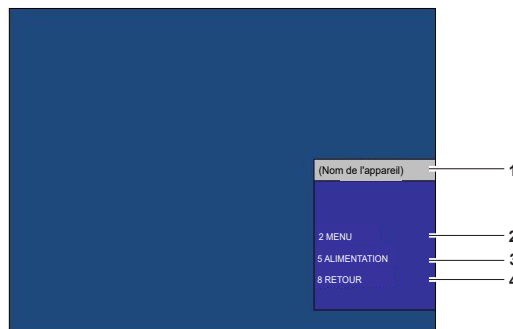 (Nom de l'appareil)
1
2 MENU
2
5 ALIMENTATION
3
8 RETOUR
4